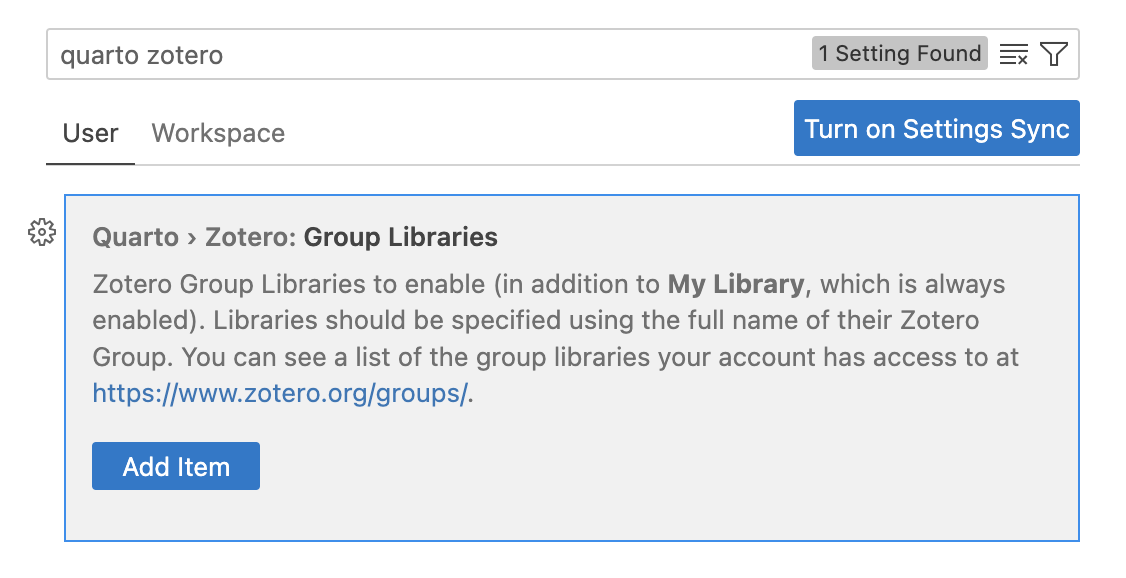 quarto zotero
1 Setting Found
User
Workspace
Turn on Settings Sync
Quarto › Zotero: Group Libraries
Zotero Group Libraries to enable (in addition to My Library, which is always
enabled). Libraries should be specified using the full name of their Zotero
Group. You can see a list of the group libraries your account has access to at
https://www.zotero.org/groups/.
Add Item